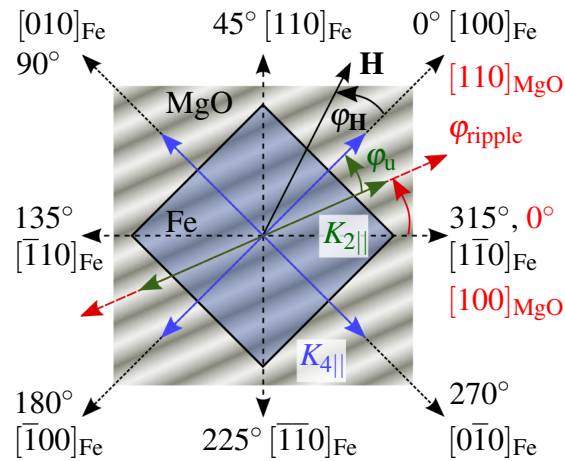 [010]Fe 45° [110]Fe 0° [100]Fe
90° H [110]MgO
MgO φH
φripple
φu
135° Fe 315°, 0°
[1̅10]Fe K2|| [11̅0]Fe
[100]MgO
K4||
180° 270°
[1̅00]Fe 225° [1̅1̅0]Fe [01̅0]Fe